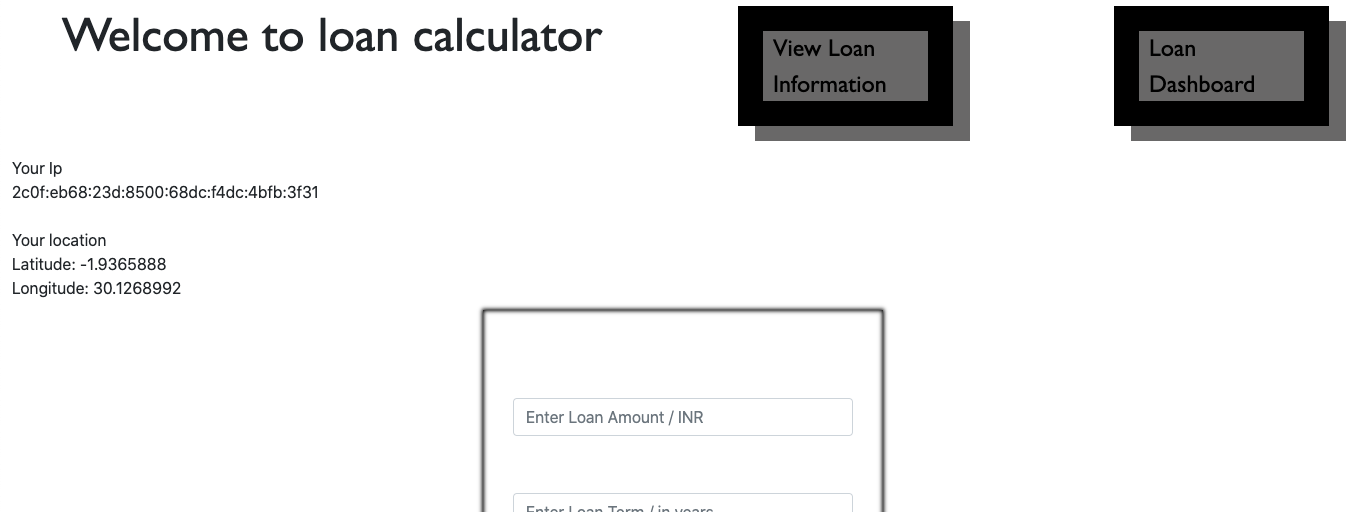 Welcome to loan calculator
View Loan
Information
Loan
Dashboard
Your Ip
2c0f:eb68:23d:8500:68dc:f4dc:4bfb:3f31
Your location
Latitude: -1.9365888
Longitude: 30.1268992
Enter Loan Amount / INR
Enter Loan Term / in years